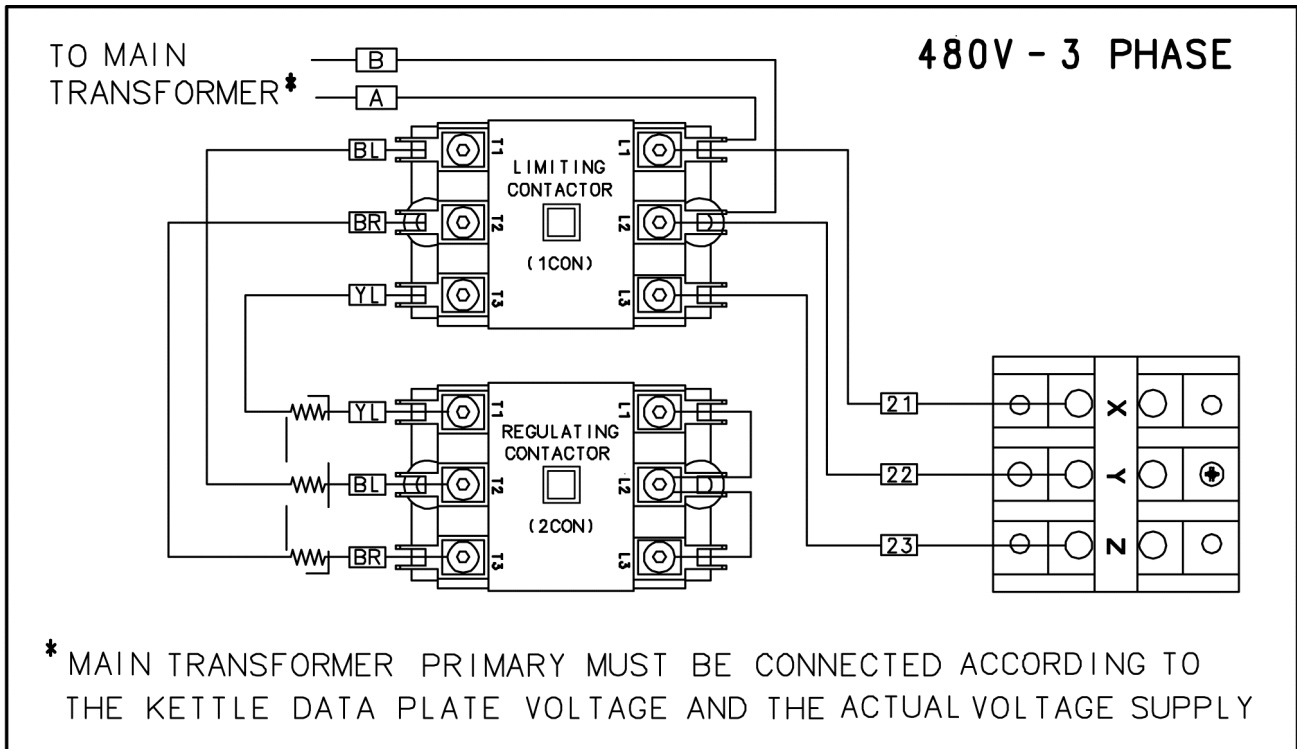 480V - 3 PHASE
TO MAIN
TRANSFORMER*
B
A
BL
BR
YL
T1
T2
T3
LIMITING
CONTACTOR
(1CON)
L1
L2
L3
YL
BL
BR
T1
T2
T3
REGULATING
CONTACTOR
(2CON)
L1
L2
L3
21
22
23
X
Y
Z
* MAIN TRANSFORMER PRIMARY MUST BE CONNECTED ACCORDING TO
THE KETTLE DATA PLATE VOLTAGE AND THE ACTUAL VOLTAGE SUPPLY